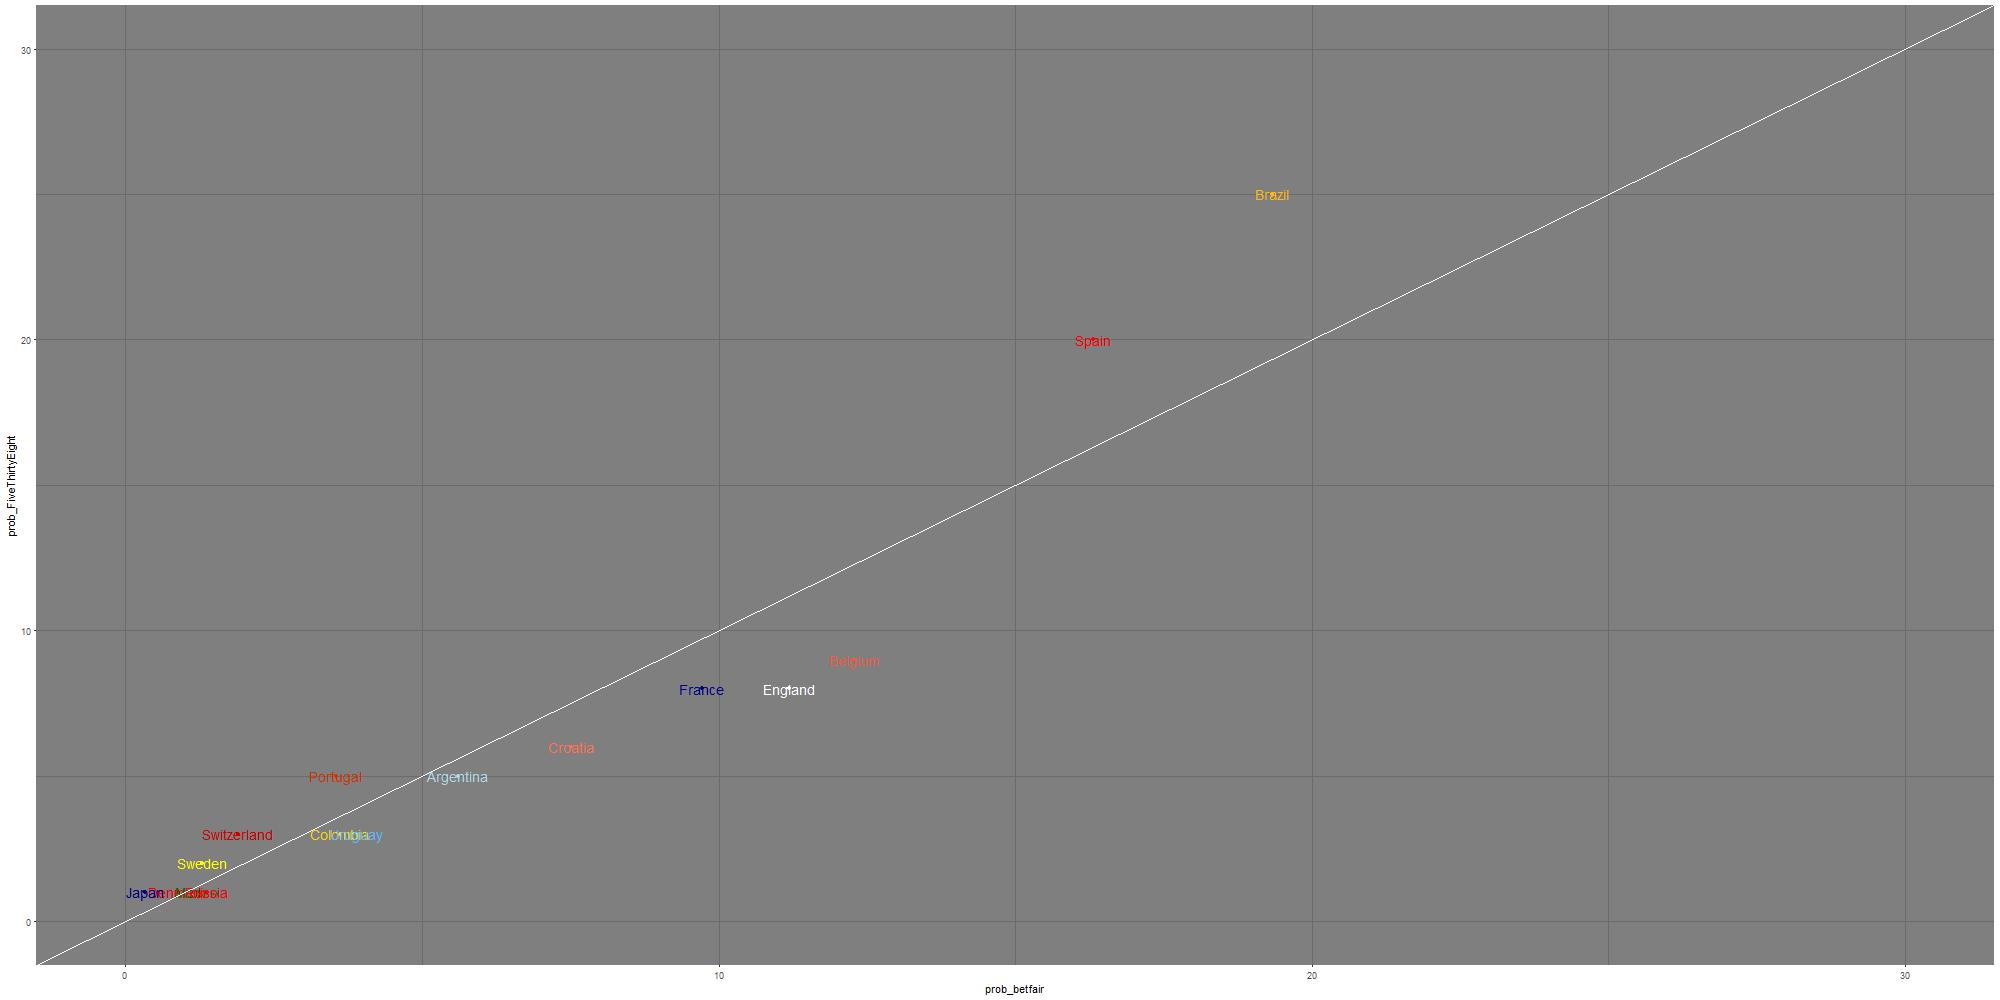 30
Brazil
20
Spain
prob_FiveThirtyEight
10
Belgium
France
England
Croatia
Portugal
Argentina
Switzerland
Colombia
Uruguay
Sweden
Japan
0
0
10
20
30
prob_betfair